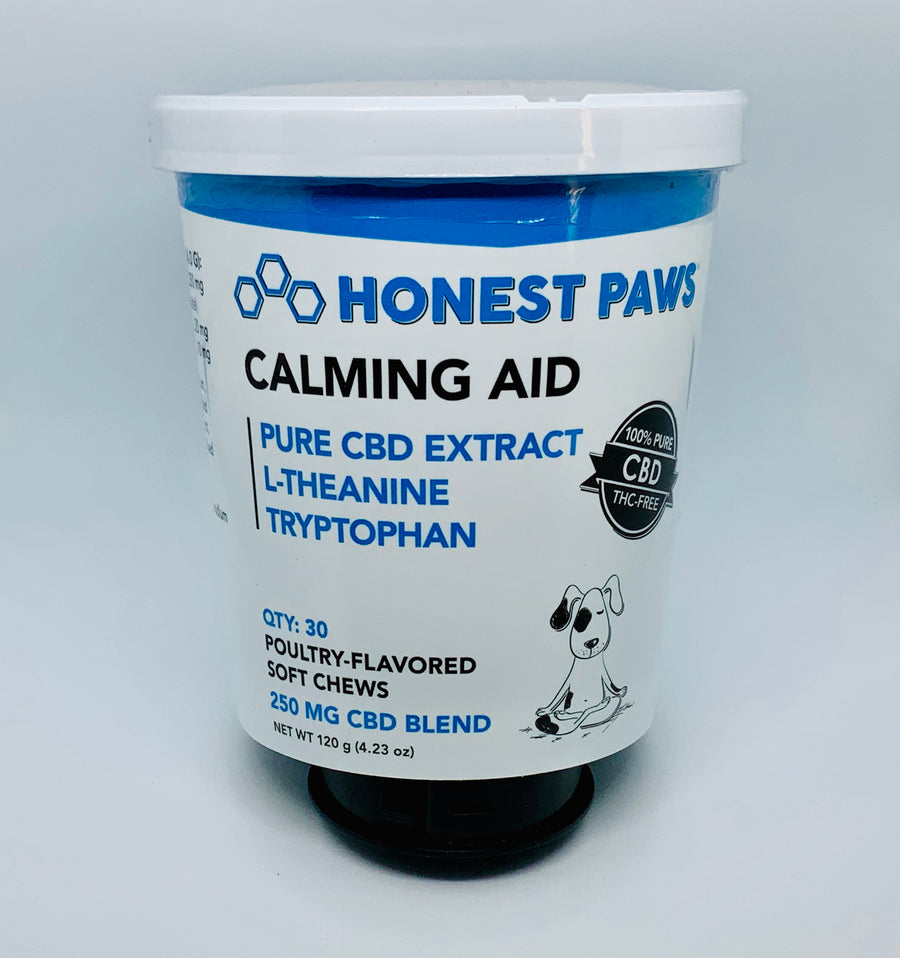 HONEST PAWS
CALMING AID
PURE CBD EXTRACT
L-THEANINE
TRYPTOPHAN
100% PURE
CBD
THC-FREE
QTY: 30
POULTRY-FLAVORED
SOFT CHEWS
250 MG CBD BLEND
NET WT 120 g (4.23 oz)